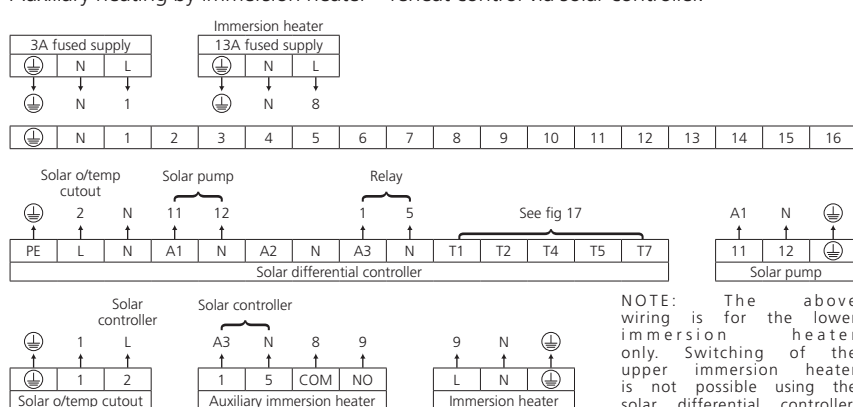 Auxiliary heating by immersion heater – reheat control via solar controller.
Immersion heater
3A fused supply
13A fused supply
N L
N L
N 1
N 8
N 1 2 3 4 5 6 7 8 9 10 11 12 13 14 15 16
Solar o/temp
cutout
Solar pump
Relay
2 N 11 12 1 5 See fig 17 A1 N
PE L N A1 N A2 N A3 N T1 T2 T4 T5 T7 11 12
Solar differential controller
Solar pump
Solar
controller
Solar controller
1 L A3 N 8 9 9 N
1 2 1 5 COM NO L N
Solar o/temp cutout
Auxiliary immersion heater
Immersion heater
NOTE: The above
wiring is for the lower
immersion heater
only. Switching of the
upper immersion heater
is not possible using the
solar differential controller